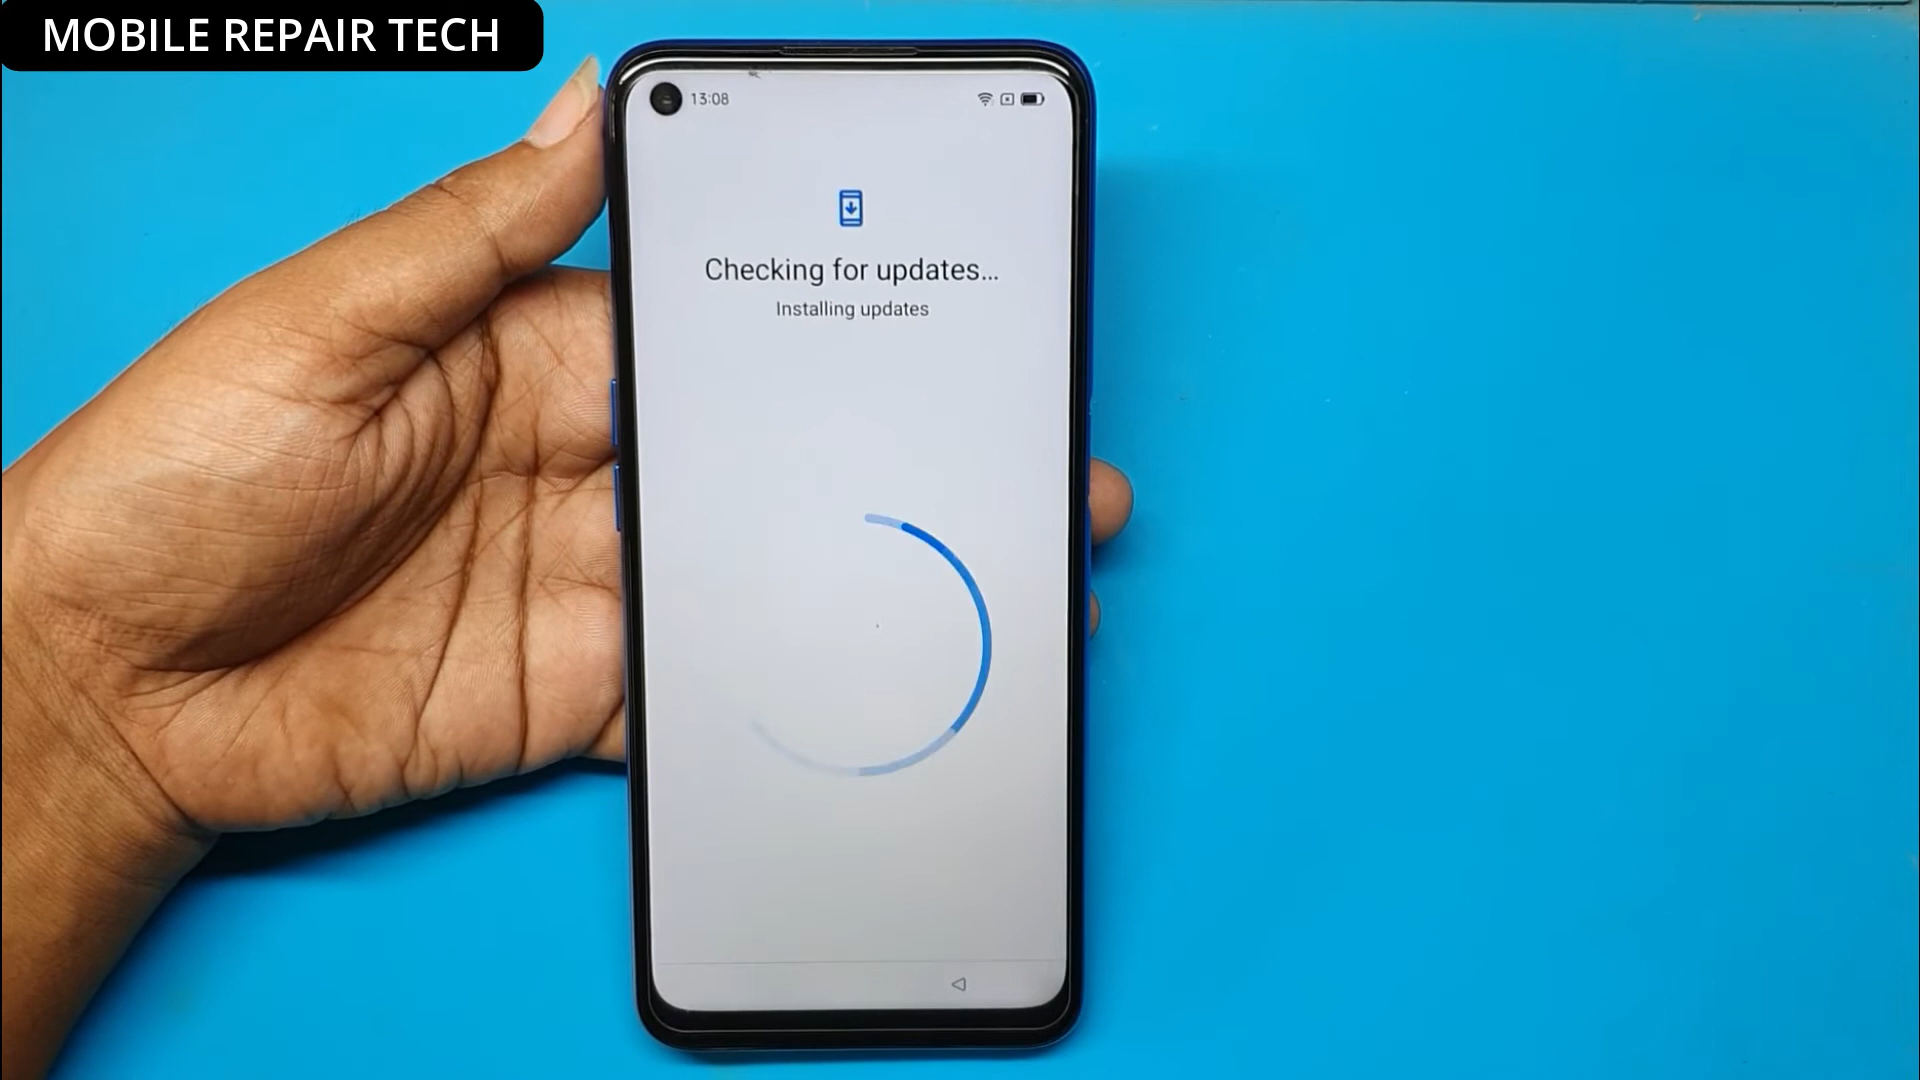 MOBILE REPAIR TECH
13:08
Checking for updates...
Installing updates